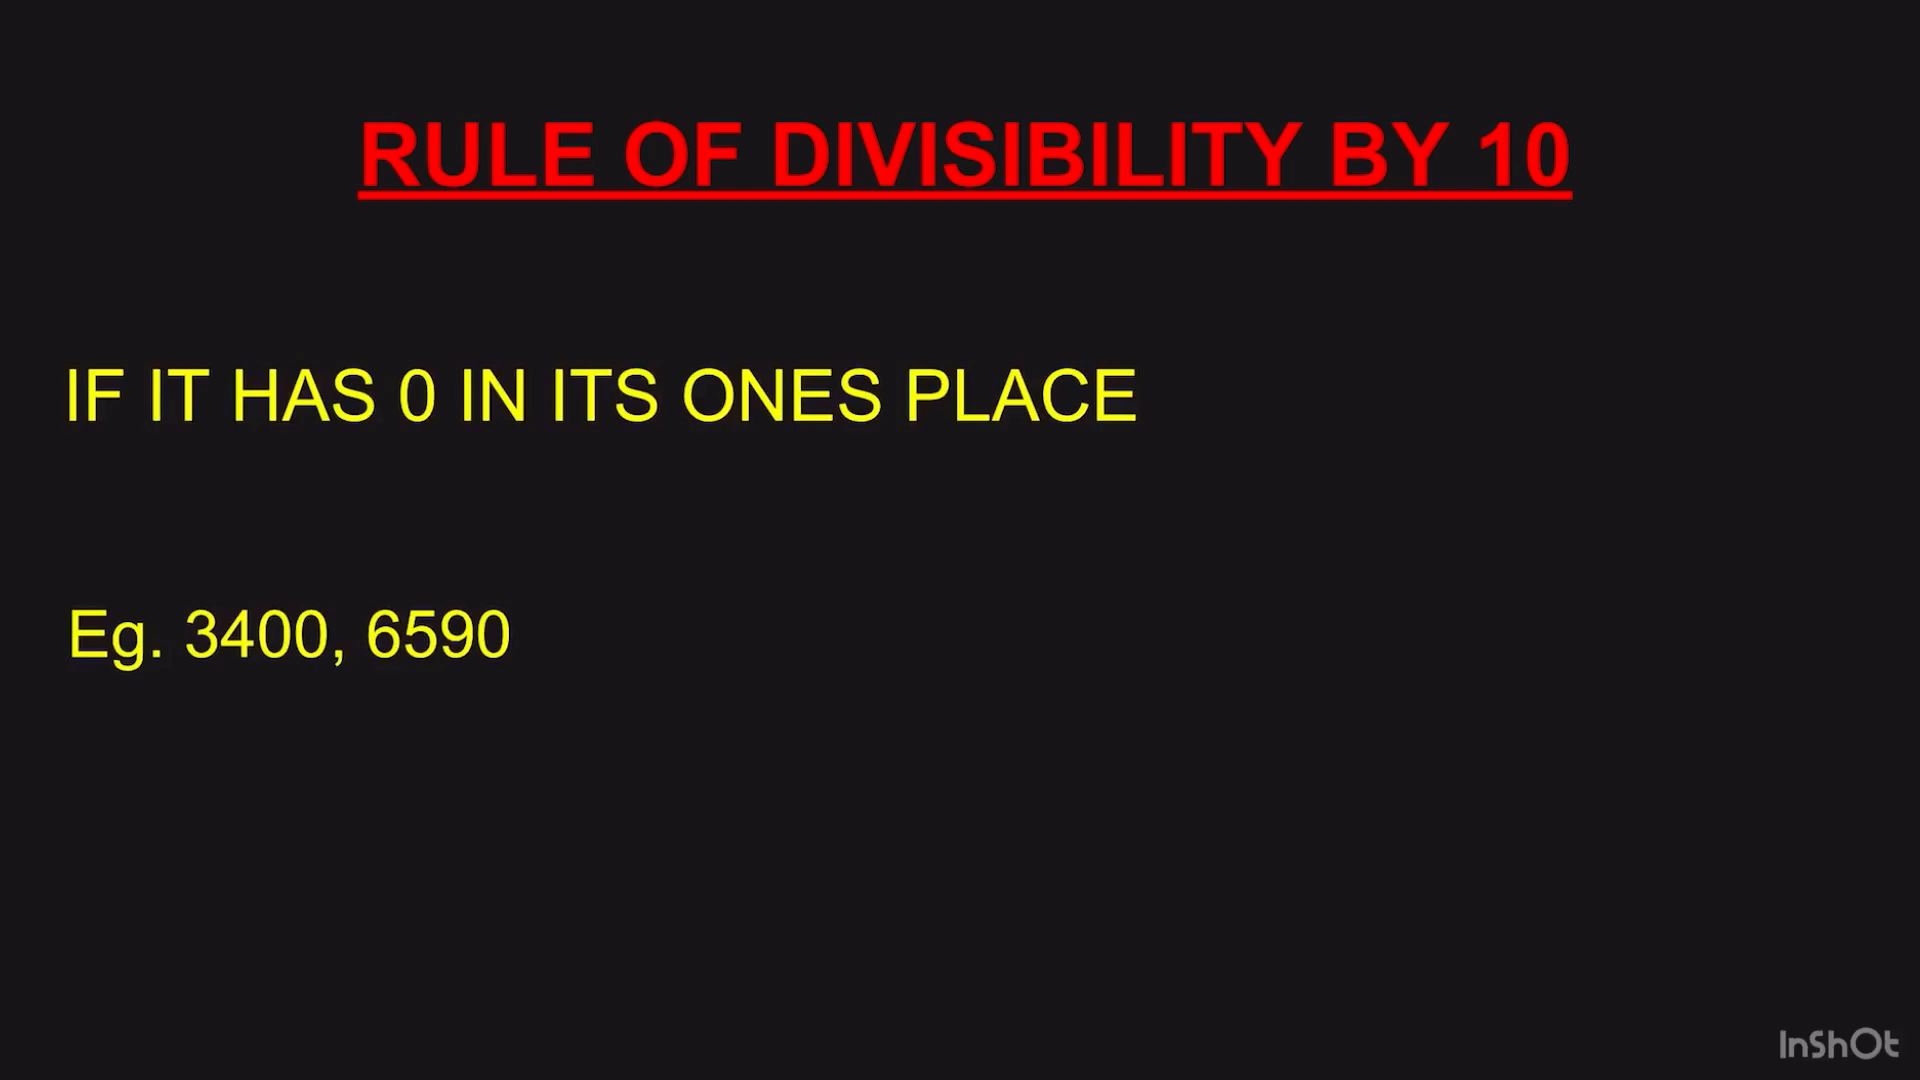 RULE OF DIVISIBILITY BY 10
IF IT HAS 0 IN ITS ONES PLACE
Eg. 3400, 6590
InShOt